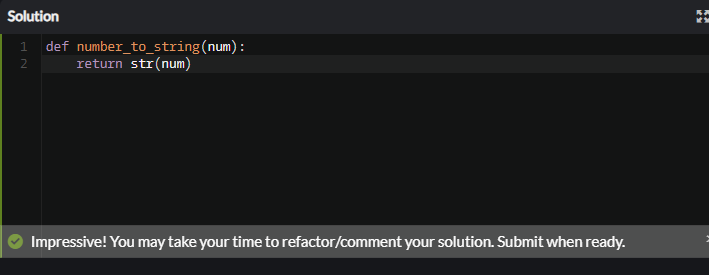 Solution
1 def number_to_string(num):
2     return str(num)
Impressive! You may take your time to refactor/comment your solution. Submit when ready.